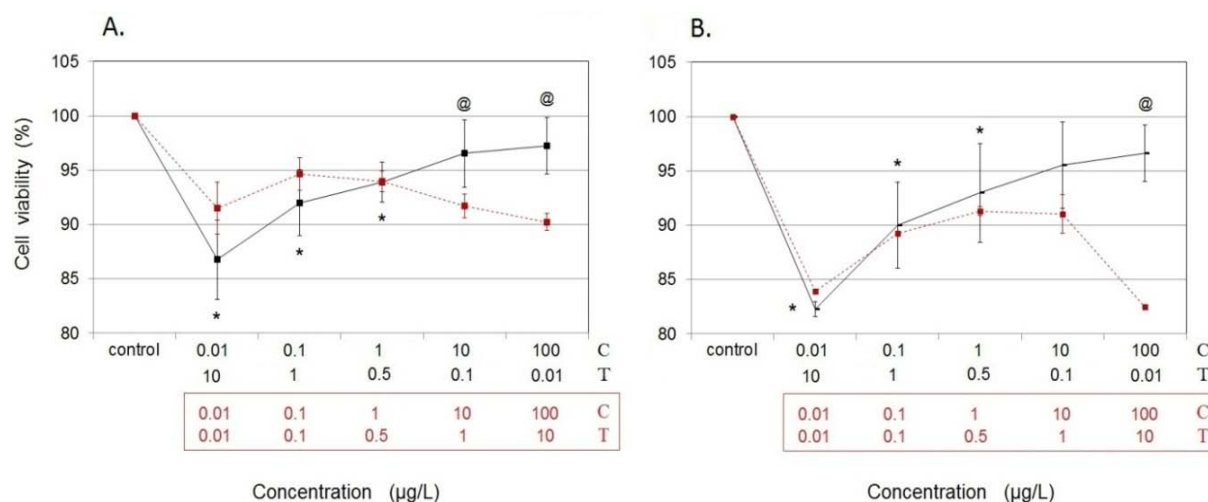 A.
105
100
95
90
85
80
Cell viability (%)
@ @
*
*
*
control 0.01 0.1 1 10 100 C
10 1 0.5 0.1 0.01 T
0.01 0.1 1 10 100 C
0.01 0.1 0.5 1 10 T
Concentration (µg/L)
B.
105
100
95
90
85
80
@
*
*
*
control 0.01 0.1 1 10 100 C
10 1 0.5 0.1 0.01 T
0.01 0.1 1 10 100 C
0.01 0.1 0.5 1 10 T
Concentration (µg/L)